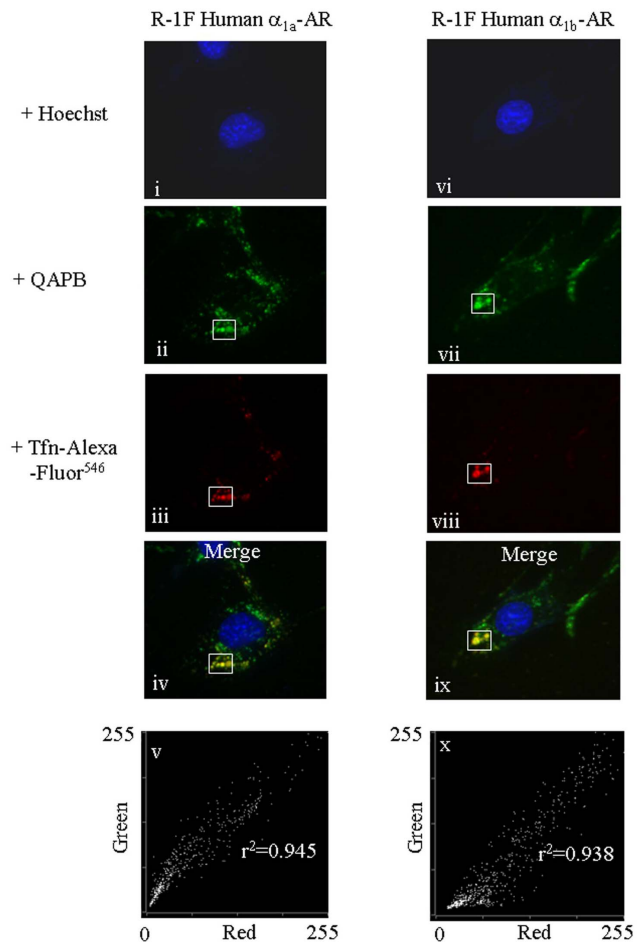 R-1F Human α1a-AR
R-1F Human α1b-AR
+ Hoechst
i
vi
+ QAPB
ii
vii
+ Tfn-Alexa
-Fluor⁵⁴⁶
iii
viii
Merge
Merge
iv
ix
255
v
r²=0.945
Green
0
Red
255
255
x
r²=0.938
Green
0
Red
255